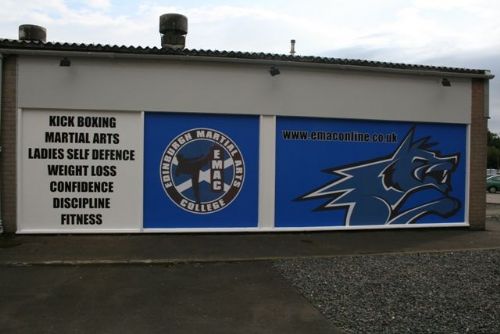 KICK BOXING
MARTIAL ARTS
LADIES SELF DEFENCE
WEIGHT LOSS
CONFIDENCE
DISCIPLINE
FITNESS
EDINBURGH MARTIAL ARTS
COLLEGE
EMAC
www.emaconline.co.uk